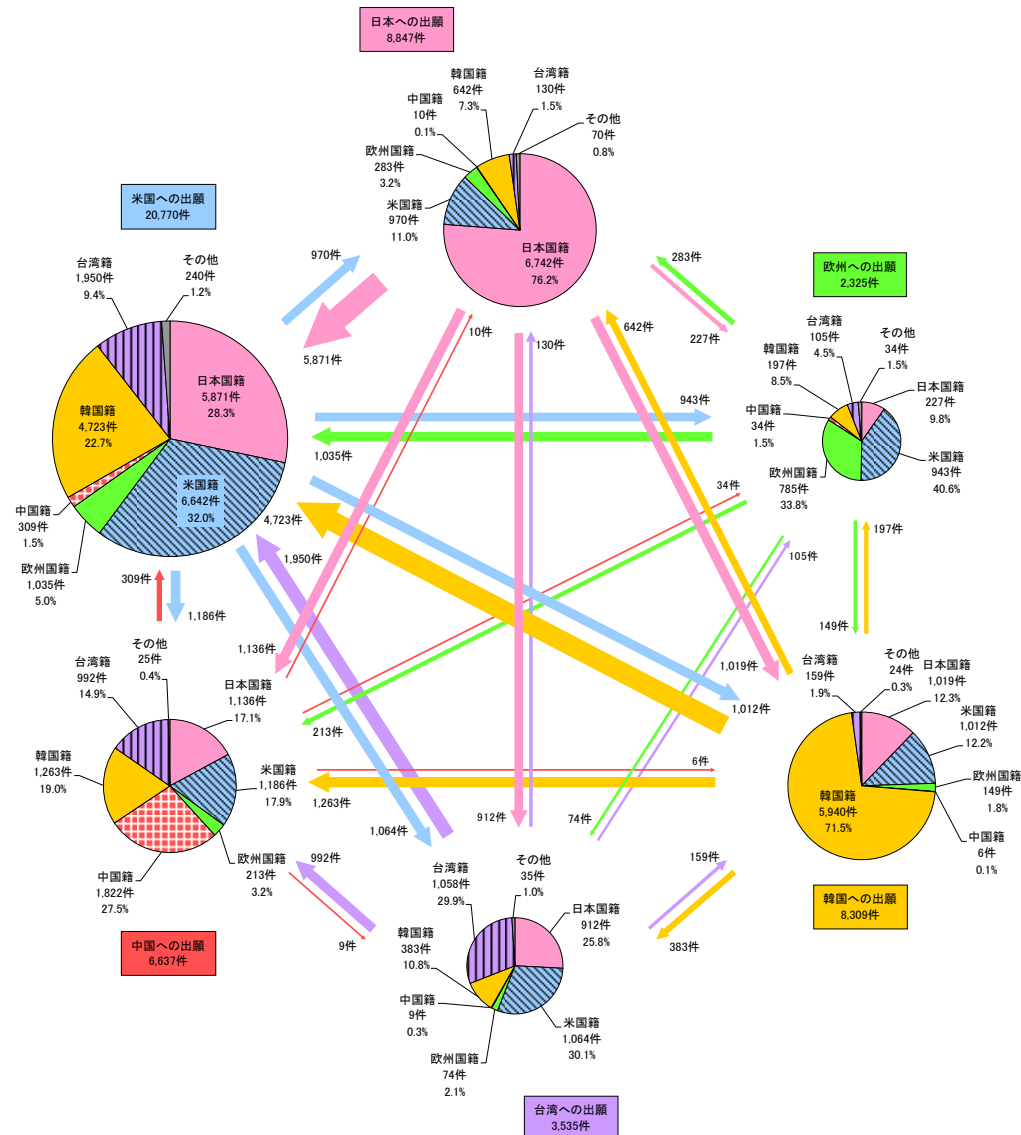 日本への出願
8,847件
韓国籍
642件
7.3%
台湾籍
130件
1.5%
中国籍
10件
0.1%
その他
70件
0.8%
欧州国籍
283件
3.2%
米国籍
970件
11.0%
日本国籍
6,742件
76.2%
米国への出願
20,770件
台湾籍
1,950件
9.4%
その他
240件
1.2%
日本国籍
5,871件
28.3%
韓国籍
4,723件
22.7%
米国籍
6,642件
32.0%
中国籍
309件
1.5%
欧州国籍
1,035件
5.0%
欧州への出願
2,325件
台湾籍
105件
4.5%
その他
34件
1.5%
韓国籍
197件
8.5%
日本国籍
227件
9.8%
中国籍
34件
1.5%
米国籍
943件
40.6%
欧州国籍
785件
33.8%
970件
5,871件
283件
227件
10件
130件
642件
943件
1,035件
34件
4,723件
1,950件
105件
197件
149件
309件
1,186件
1,136件
1,019件
1,012件
213件
6件
1,263件
912件
74件
1,064件
992件
9件
159件
383件
その他
25件
0.4%
台湾籍
992件
14.9%
日本国籍
1,136件
17.1%
韓国籍
1,263件
19.0%
米国籍
1,186件
17.9%
中国籍
1,822件
27.5%
欧州国籍
213件
3.2%
中国への出願
6,637件
台湾籍
159件
1.9%
その他
24件
0.3%
日本国籍
1,019件
12.3%
米国籍
1,012件
12.2%
欧州国籍
149件
1.8%
韓国籍
5,940件
71.5%
中国籍
6件
0.1%
韓国への出願
8,309件
台湾籍
1,058件
29.9%
その他
35件
1.0%
日本国籍
912件
25.8%
韓国籍
383件
10.8%
中国籍
9件
0.3%
米国籍
1,064件
30.1%
欧州国籍
74件
2.1%
台湾への出願
3,535件